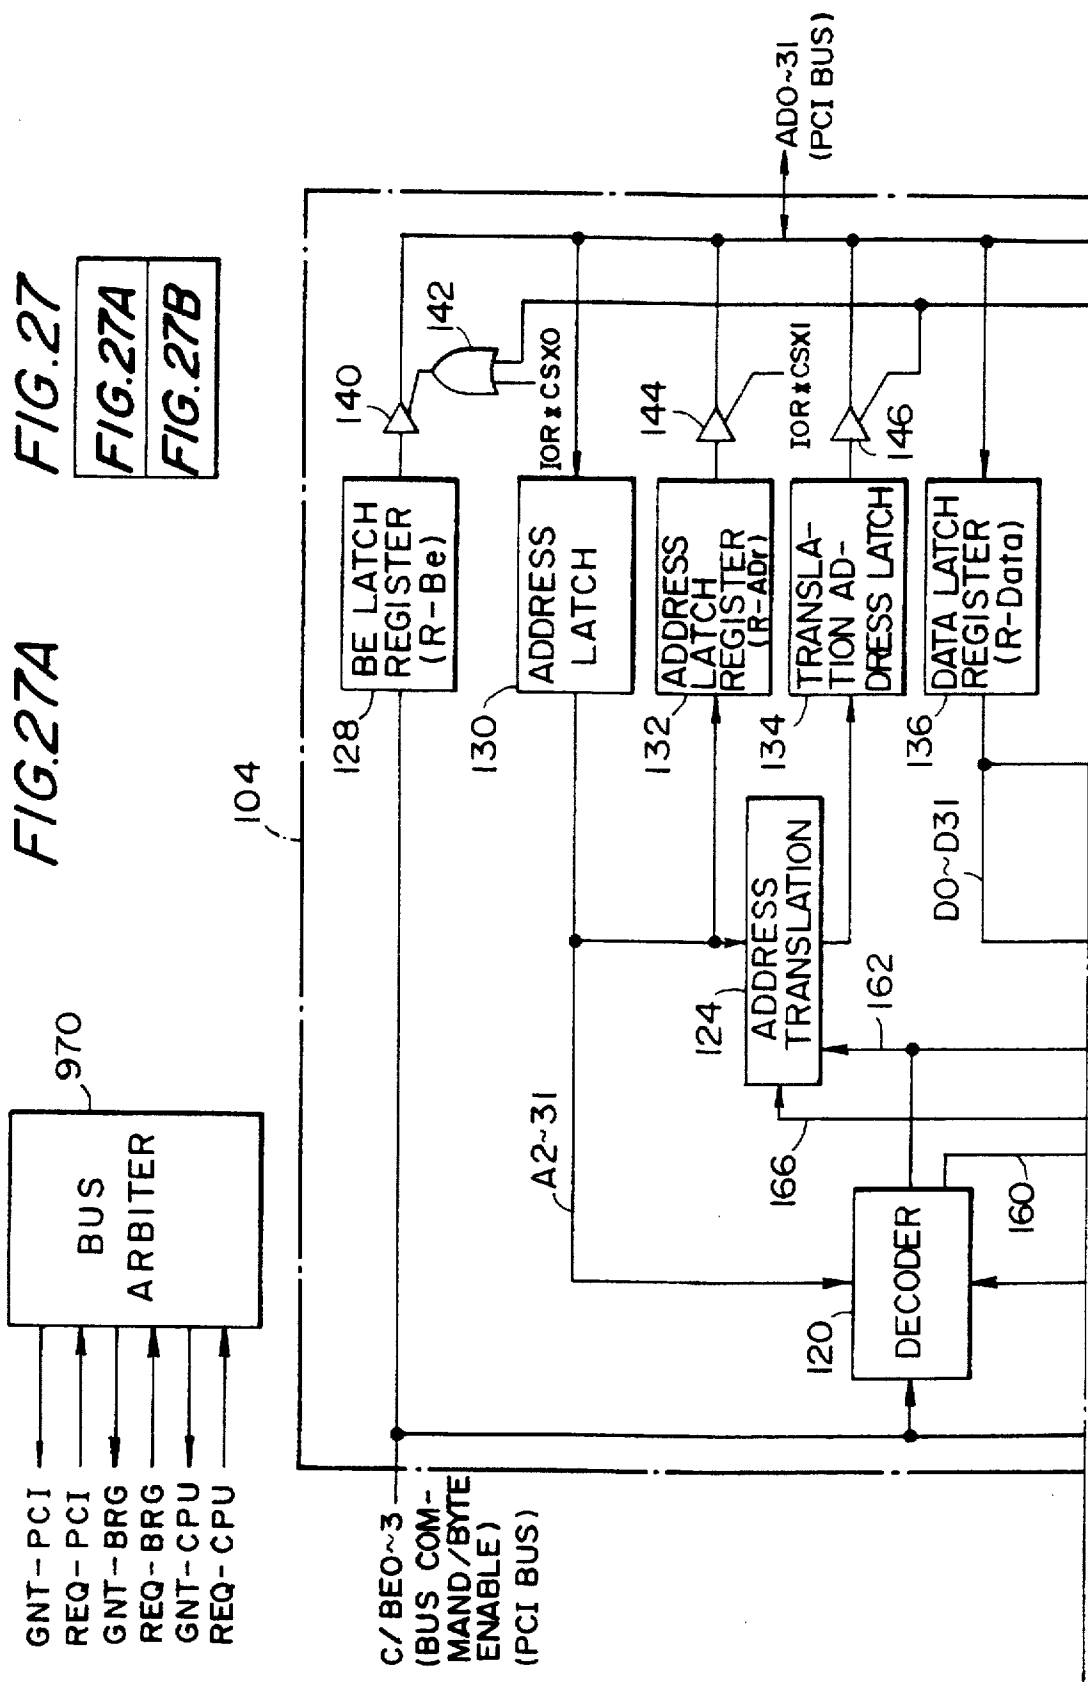 FIG.27A
FIG.27
FIG.27A
FIG.27B
GNT-PCI
REQ-PCI
GNT-BRG
REQ-BRG
GNT-CPU
REQ-CPU
BUS
ARBITER
970
104
C/BE0~3
(BUS COM-
MAND/BYTE
ENABLE)
(PCI BUS)
128
BE LATCH
REGISTER
(R-Be)
140
142
IOR*CSX0
AD0~31
(PCI BUS)
130
ADDRESS
LATCH
A2~31
132
ADDRESS
LATCH
REGISTER
(R-ADr)
144
IOR*CSX1
124
ADDRESS
TRANSLATION
134
TRANSLA-
TION AD-
DRESS LATCH
146
166
162
120
DECODER
160
D0~D31
136
DATA LATCH
REGISTER
(R-Data)